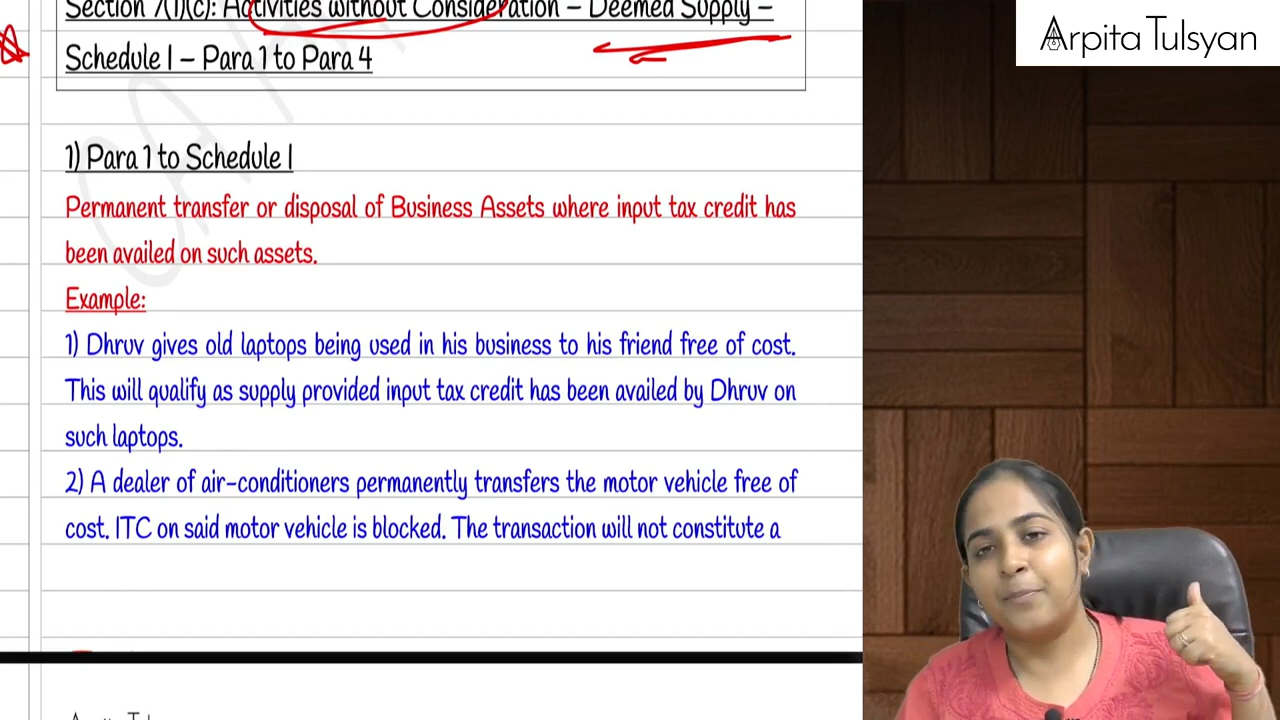 Section 7(1)(c): Activities without Consideration – Deemed Supply –
Schedule I – Para 1 to Para 4
Arpita Tulsyan
1) Para 1 to Schedule I
Permanent transfer or disposal of Business Assets where input tax credit has
been availed on such assets.
Example:
1) Dhruv gives old laptops being used in his business to his friend free of cost.
This will qualify as supply provided input tax credit has been availed by Dhruv on
such laptops.
2) A dealer of air-conditioners permanently transfers the motor vehicle free of
cost. ITC on said motor vehicle is blocked. The transaction will not constitute a